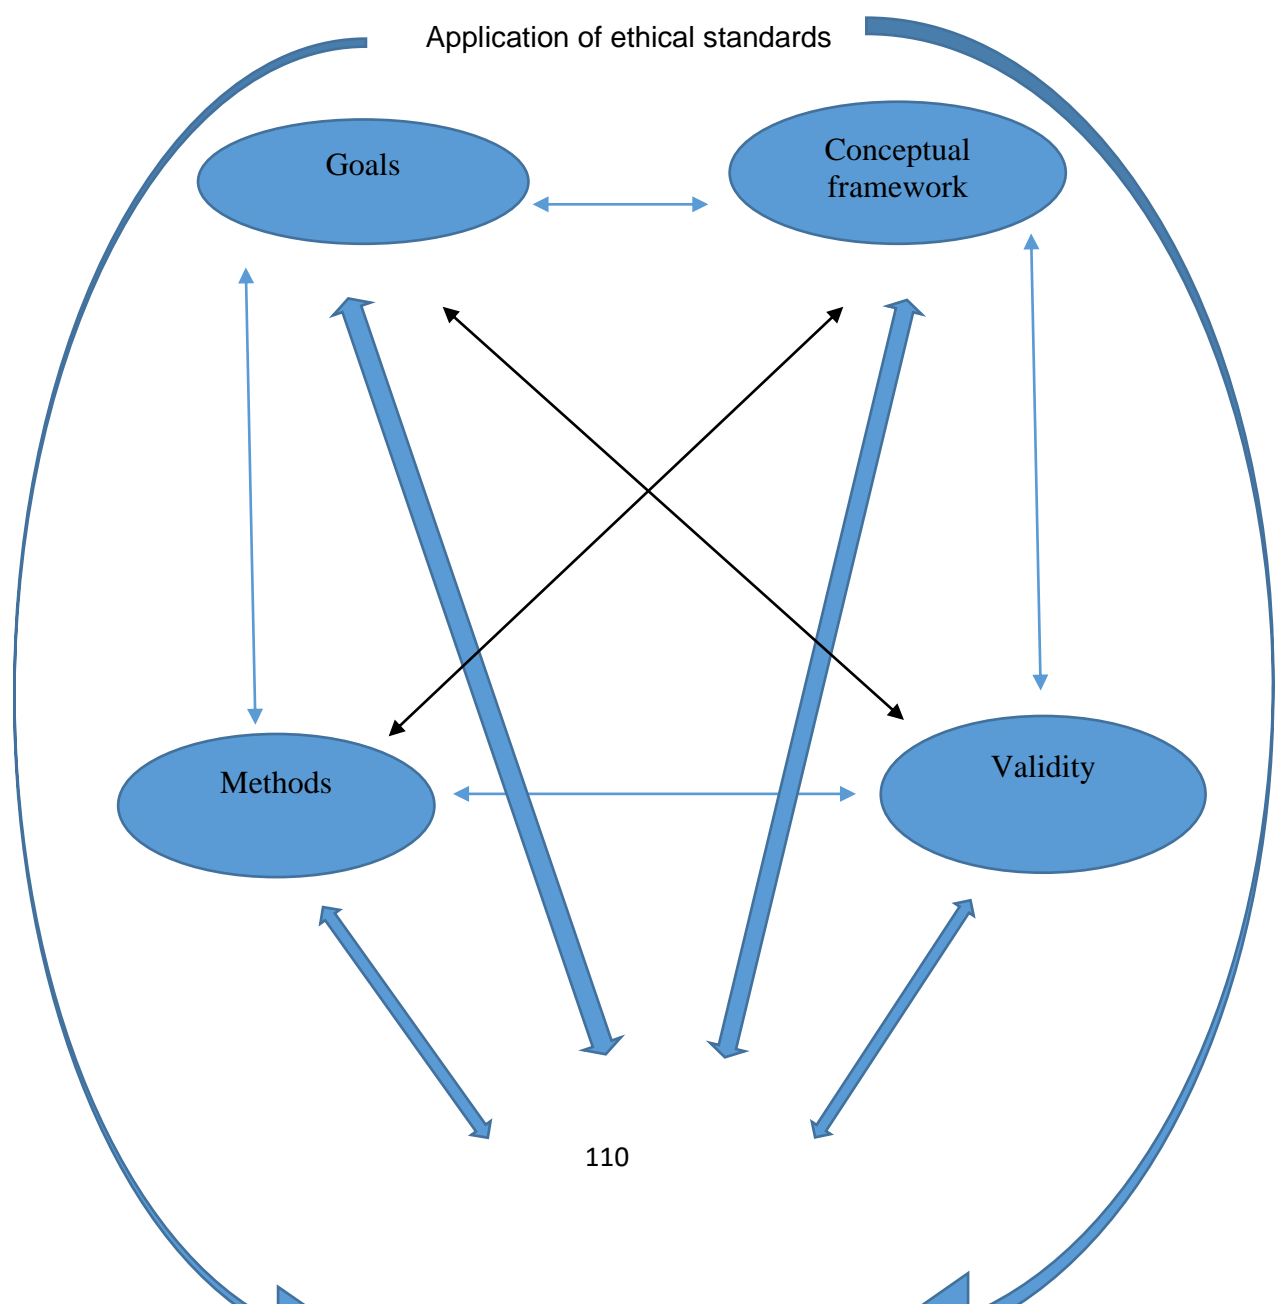 Application of ethical standards
Goals
Conceptual
framework
Methods
Validity
110